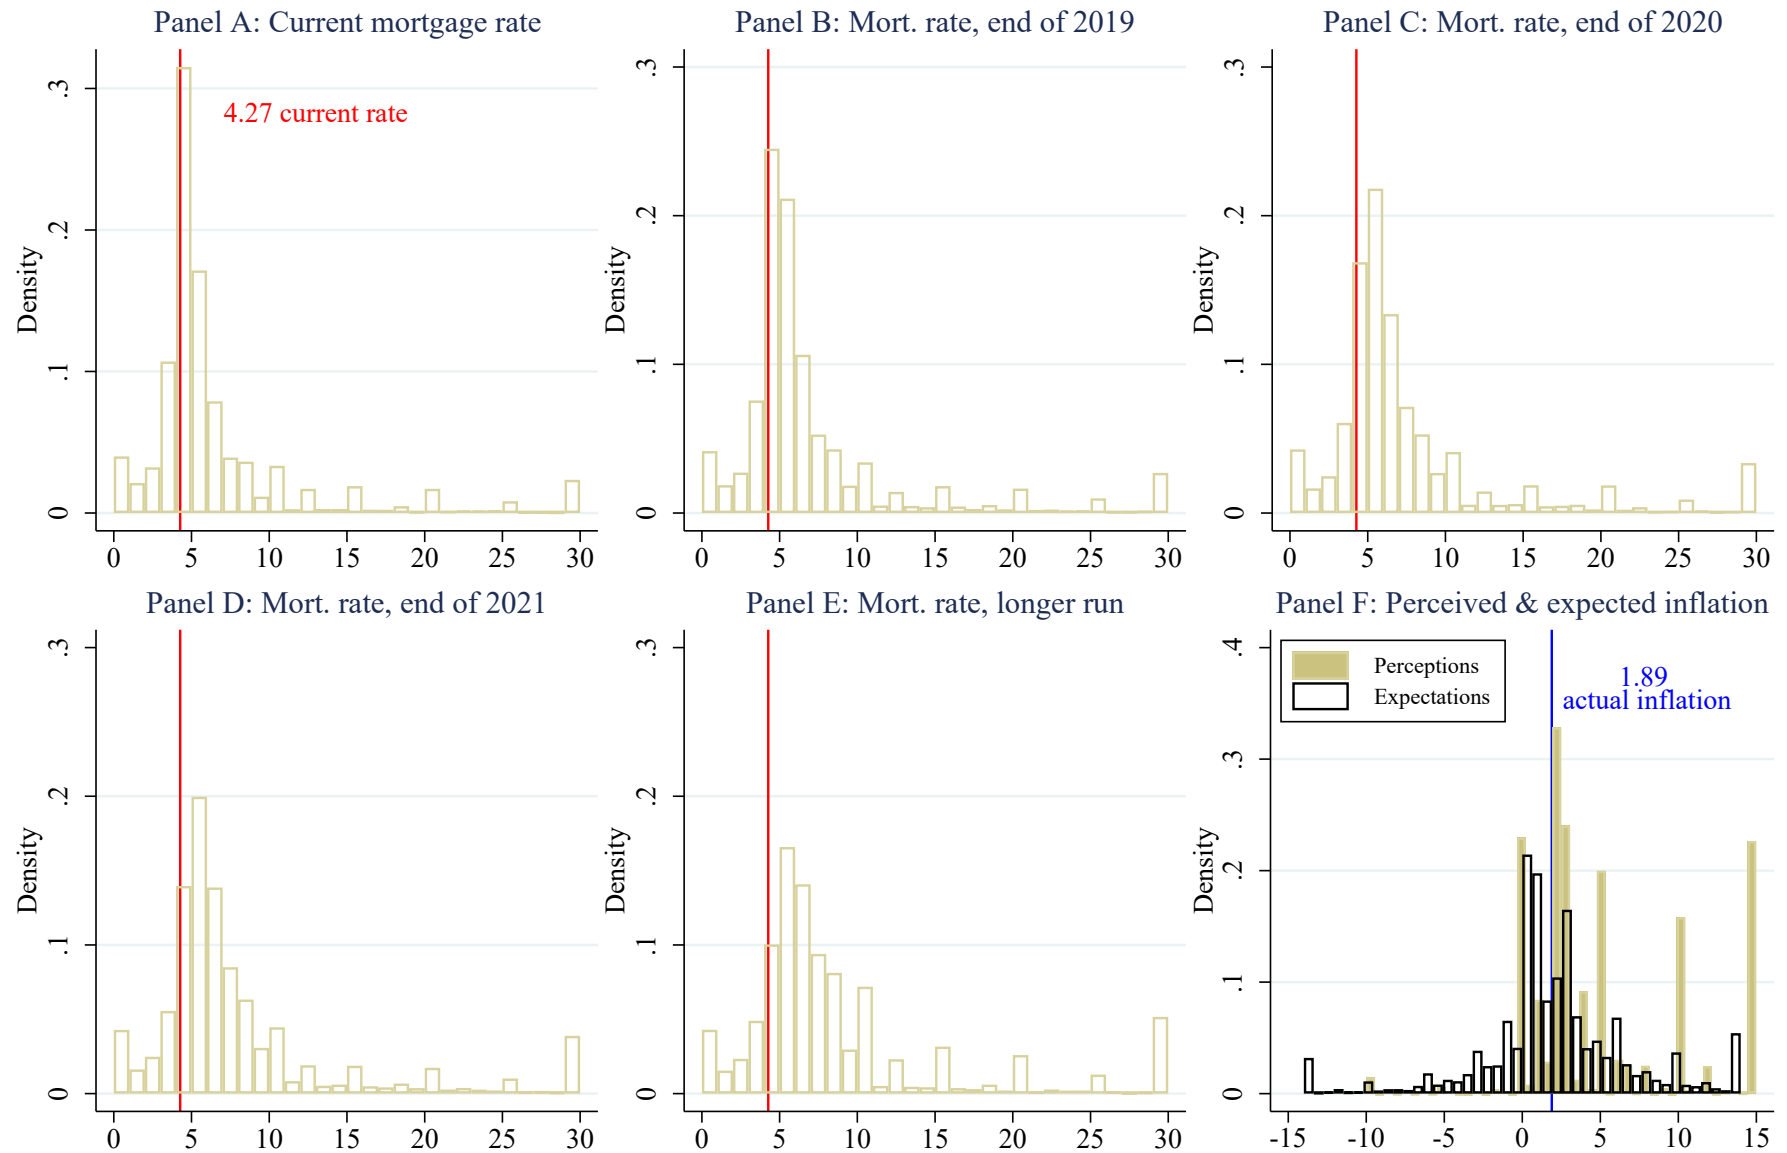 Panel A: Current mortgage rate
Density
0
.1
.2
.3
4.27 current rate
0 5 10 15 20 25 30
Panel B: Mort. rate, end of 2019
Density
0
.1
.2
.3
0 5 10 15 20 25 30
Panel C: Mort. rate, end of 2020
Density
0
.1
.2
.3
0 5 10 15 20 25 30
Panel D: Mort. rate, end of 2021
Density
0
.1
.2
.3
0 5 10 15 20 25 30
Panel E: Mort. rate, longer run
Density
0
.1
.2
.3
0 5 10 15 20 25 30
Panel F: Perceived & expected inflation
Density
0
.1
.2
.3
.4
Perceptions
Expectations
1.89
actual inflation
-15 -10 -5 0 5 10 15